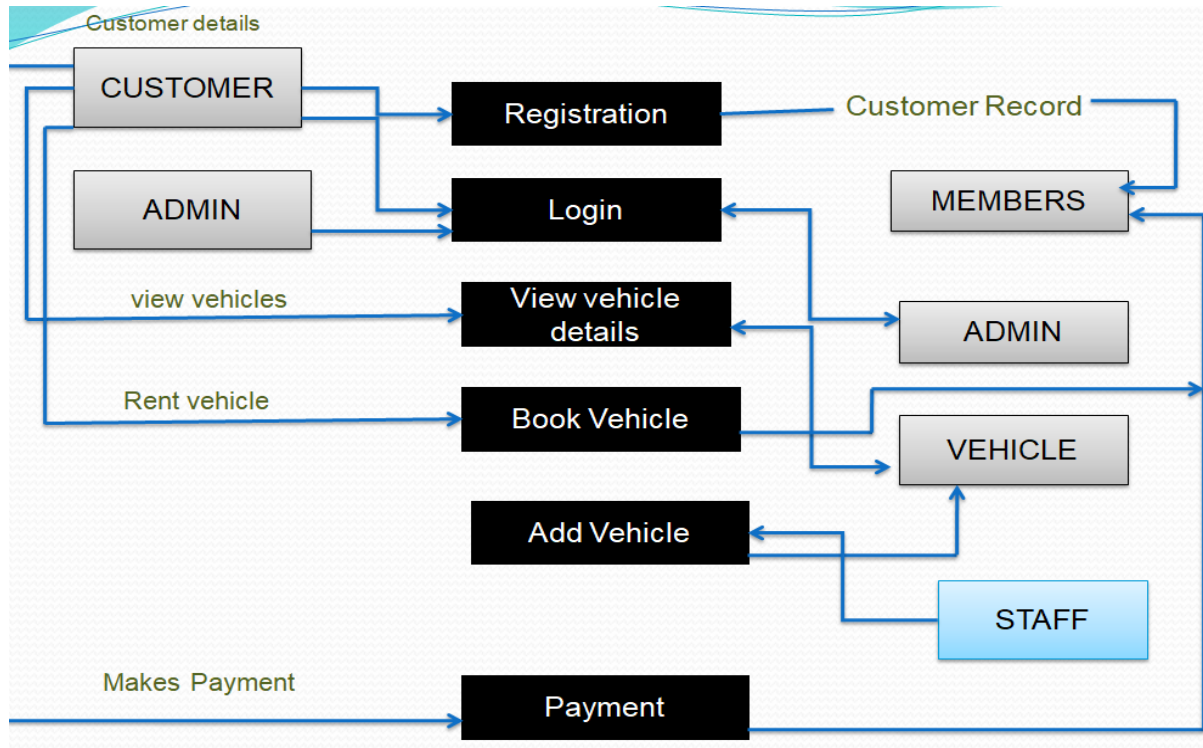 Customer details
CUSTOMER
Registration
Customer Record
ADMIN
Login
MEMBERS
view vehicles
View vehicle
details
ADMIN
Rent vehicle
Book Vehicle
VEHICLE
Add Vehicle
STAFF
Makes Payment
Payment